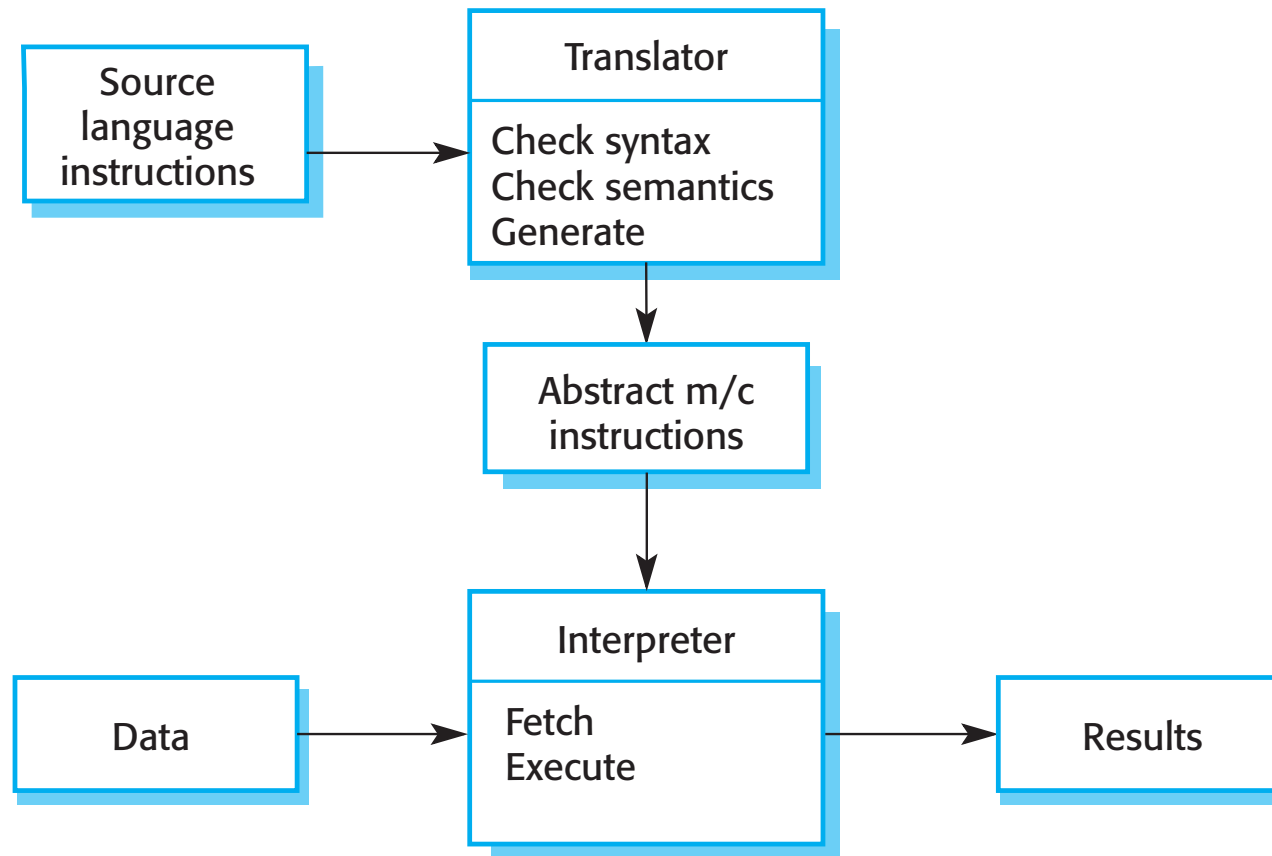 Source
language
instructions
Translator
Check syntax
Check semantics
Generate
Abstract m/c
instructions
Interpreter
Fetch
Execute
Data
Results